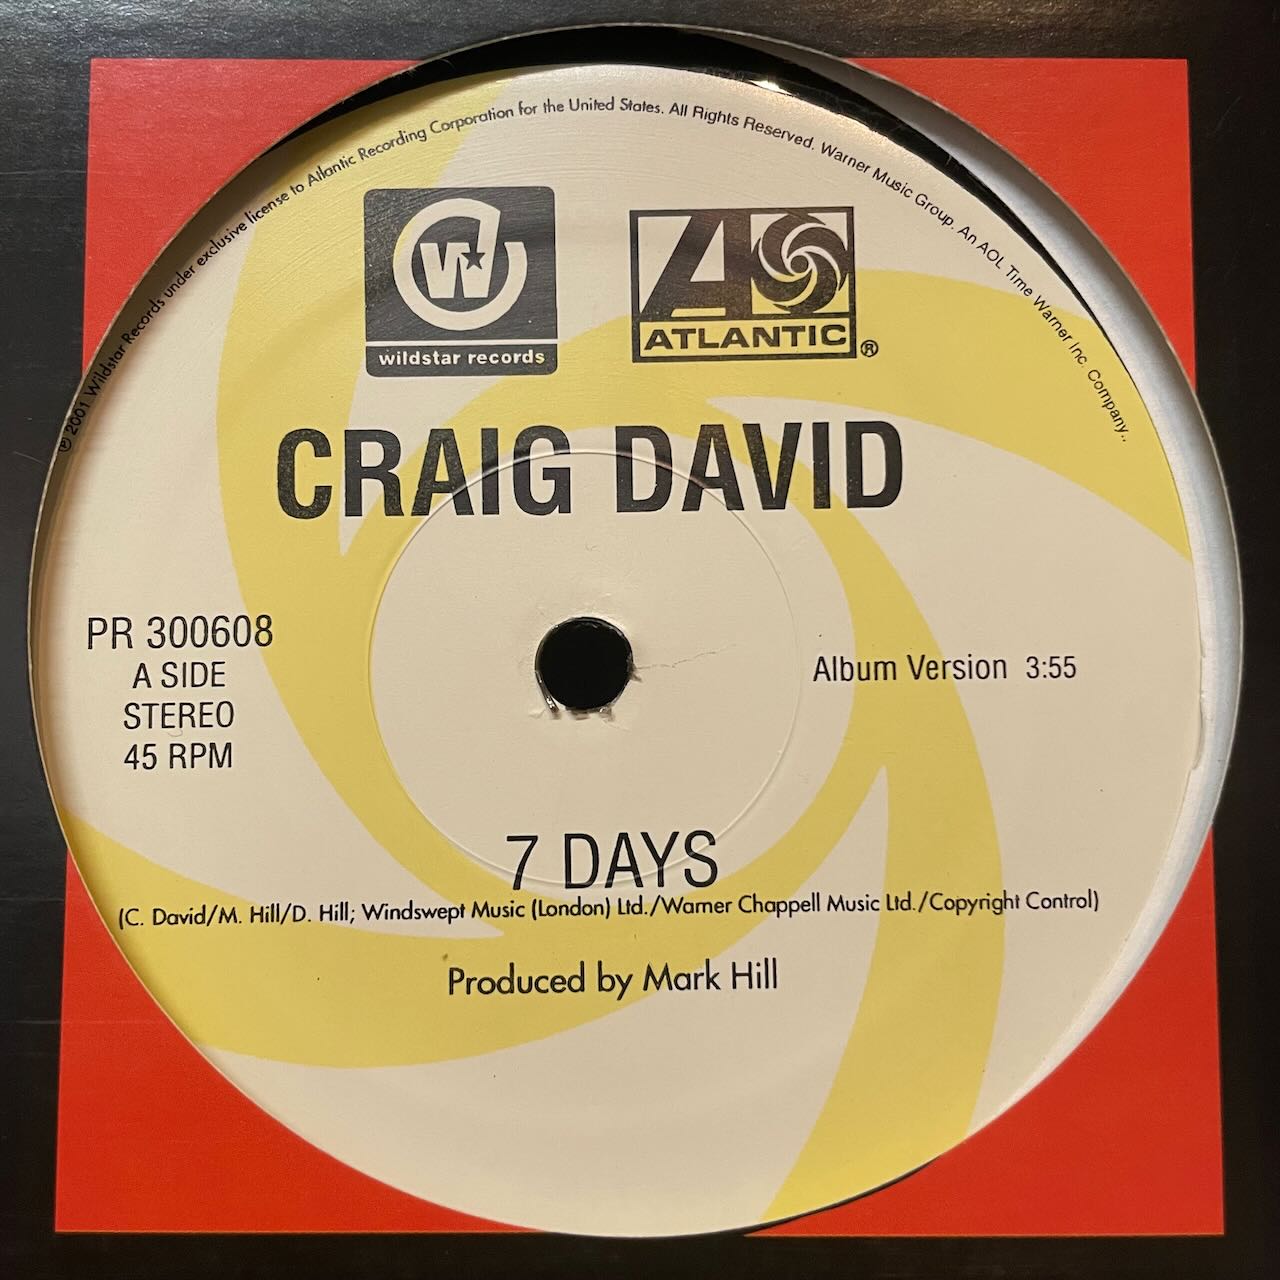 ℗ 2001 Wildstar Records under exclusive license to Atlantic Recording Corporation for the United States. All Rights Reserved. Warner Music Group. An AOL Time Warner Inc. Company..
W
wildstar records
A
ATLANTIC ®
CRAIG DAVID
PR 300608
A SIDE
STEREO
45 RPM
Album Version 3:55
7 DAYS
(C. David/M. Hill/D. Hill; Windswept Music (London) Ltd./Warner Chappell Music Ltd./Copyright Control)
Produced by Mark Hill